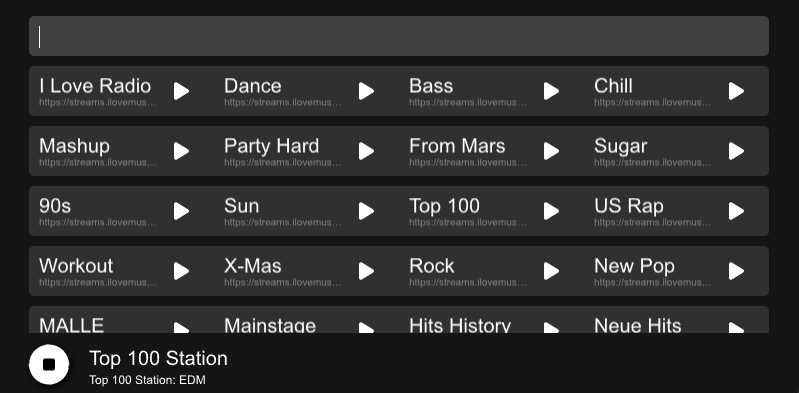 I Love Radio Dance Bass Chill
https://streams.ilovemus... https://streams.ilovemus... https://streams.ilovemus... https://streams.ilovemus...
Mashup Party Hard From Mars Sugar
https://streams.ilovemus... https://streams.ilovemus... https://streams.ilovemus... https://streams.ilovemus...
90s Sun Top 100 US Rap
https://streams.ilovemus... https://streams.ilovemus... https://streams.ilovemus... https://streams.ilovemus...
Workout X-Mas Rock New Pop
https://streams.ilovemus... https://streams.ilovemus... https://streams.ilovemus... https://streams.ilovemus...
MALLE Mainstage Hits History Neue Hits
Top 100 Station
Top 100 Station: EDM